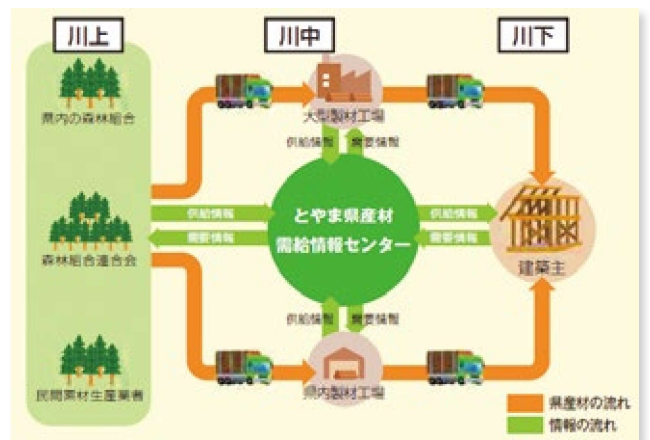 川上
川中
川下
県内の森林組合
森林組合連合会
民間素材生産業者
大型製材工場
供給情報
需要情報
供給情報
需要情報
とやま県産材
需給情報センター
供給情報
需要情報
供給情報
需要情報
県内製材工場
建築主
県産材の流れ
情報の流れ